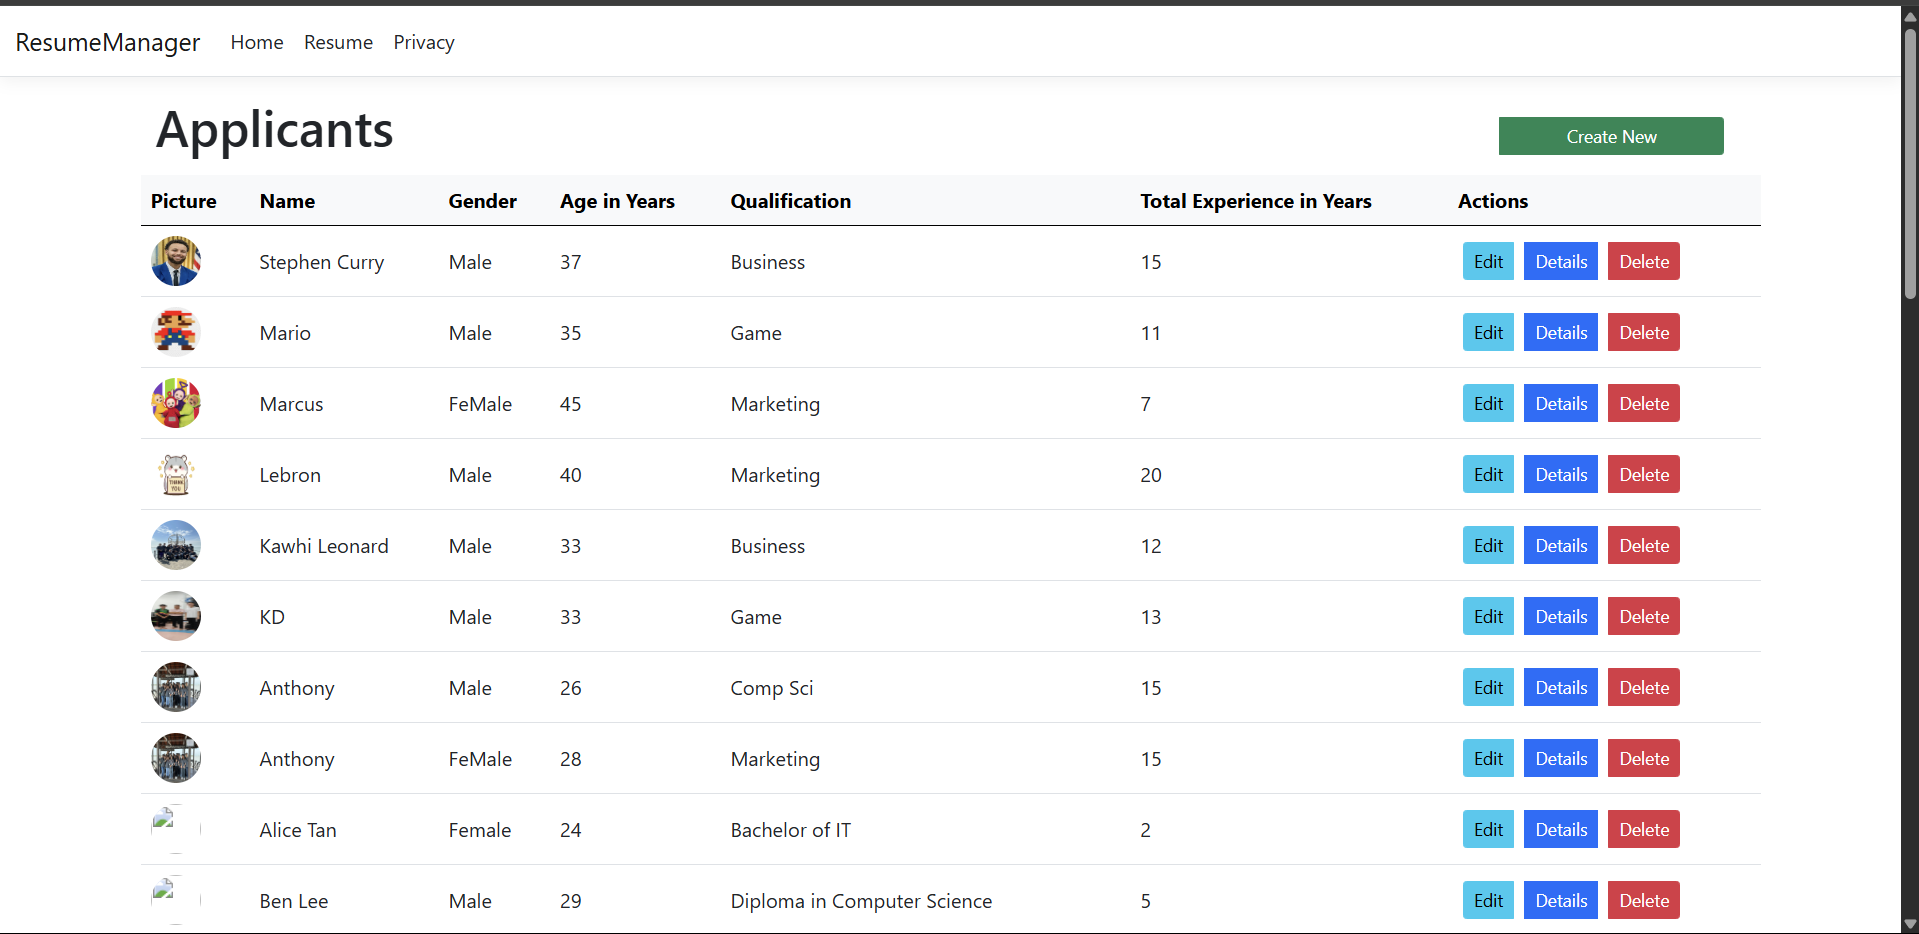 ResumeManager Home Resume Privacy
Applicants
Create New
Picture Name Gender Age in Years Qualification Total Experience in Years Actions
Stephen Curry Male 37 Business 15 Edit Details Delete
Mario Male 35 Game 11 Edit Details Delete
Marcus FeMale 45 Marketing 7 Edit Details Delete
THANK
YOU
Lebron Male 40 Marketing 20 Edit Details Delete
Kawhi Leonard Male 33 Business 12 Edit Details Delete
KD Male 33 Game 13 Edit Details Delete
Anthony Male 26 Comp Sci 15 Edit Details Delete
Anthony FeMale 28 Marketing 15 Edit Details Delete
Alice Tan Female 24 Bachelor of IT 2 Edit Details Delete
Ben Lee Male 29 Diploma in Computer Science 5 Edit Details Delete